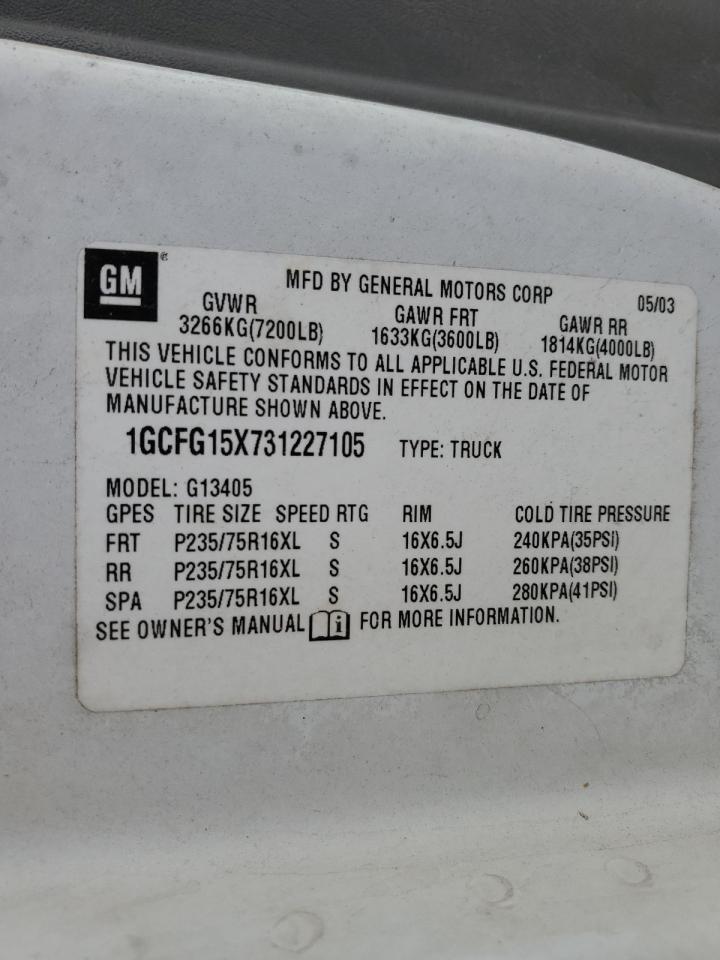 GM®
MFD BY GENERAL MOTORS CORP 05/03
GVWR GAWR FRT GAWR RR
3266KG(7200LB) 1633KG(3600LB) 1814KG(4000LB)
THIS VEHICLE CONFORMS TO ALL APPLICABLE U.S. FEDERAL MOTOR
VEHICLE SAFETY STANDARDS IN EFFECT ON THE DATE OF
MANUFACTURE SHOWN ABOVE.
1GCFG15X731227105 TYPE: TRUCK
MODEL: G13405
GPES TIRE SIZE SPEED RTG RIM COLD TIRE PRESSURE
FRT P235/75R16XL S 16X6.5J 240KPA(35PSI)
RR P235/75R16XL S 16X6.5J 260KPA(38PSI)
SPA P235/75R16XL S 16X6.5J 280KPA(41PSI)
SEE OWNER'S MANUAL i FOR MORE INFORMATION.